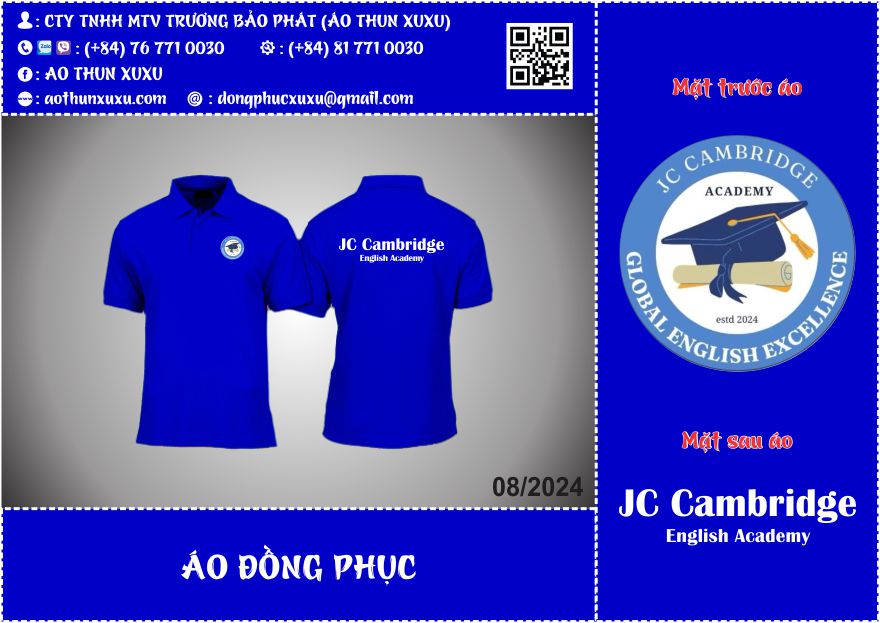 : CTY TNHH MTV TRƯƠNG BẢO PHÁT (ÁO THUN XUXU)
Zalo : (+84) 76 771 0030 : (+84) 81 771 0030
: AO THUN XUXU
: aothunxuxu.com @ : dongphucxuxu@gmail.com
JC Cambridge
English Academy
08/2024
ÁO ĐỒNG PHỤC
Mặt trước áo
JC CAMBRIDGE
ACADEMY
estd 2024
GLOBAL ENGLISH EXCELLENCE
Mặt sau áo
JC Cambridge
English Academy